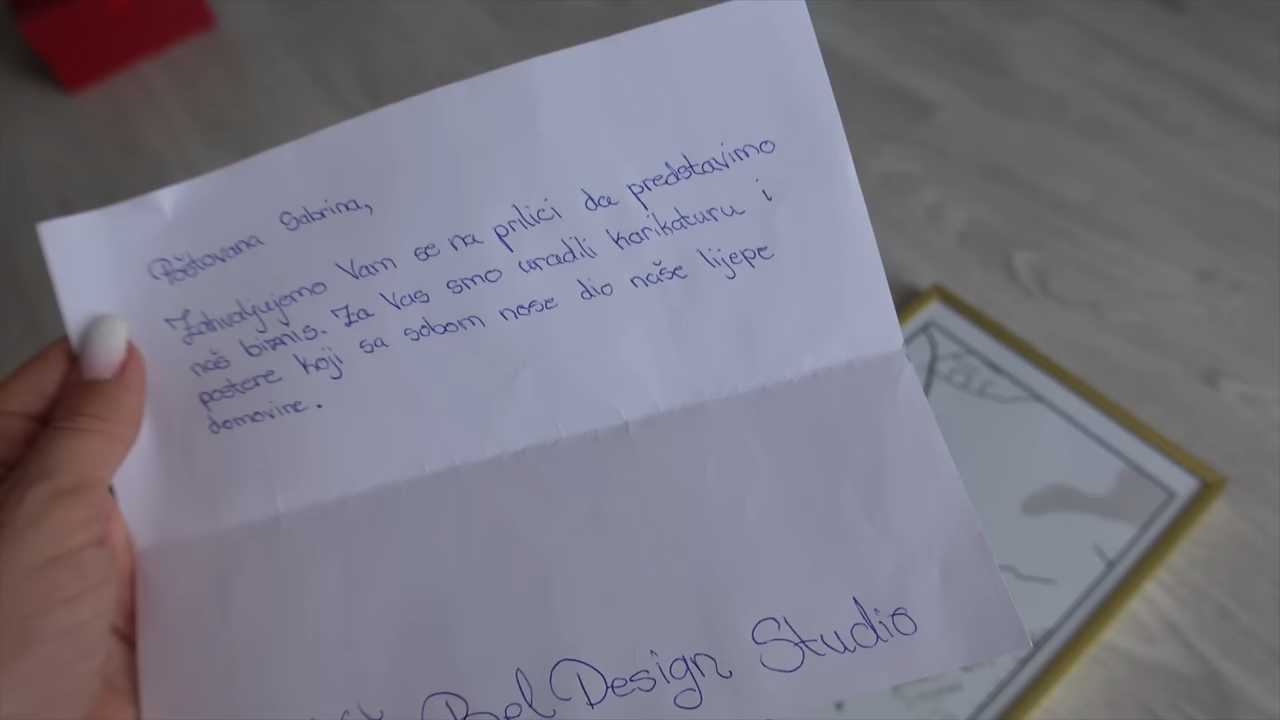 Poštovana Sabrina,
Zahvaljujemo Vam se na prilici da predstavimo
naš biznis. Za Vas smo uradili karikaturu i
postere koji sa sobom nose dio naše lijepe
domovine.
Design Studio